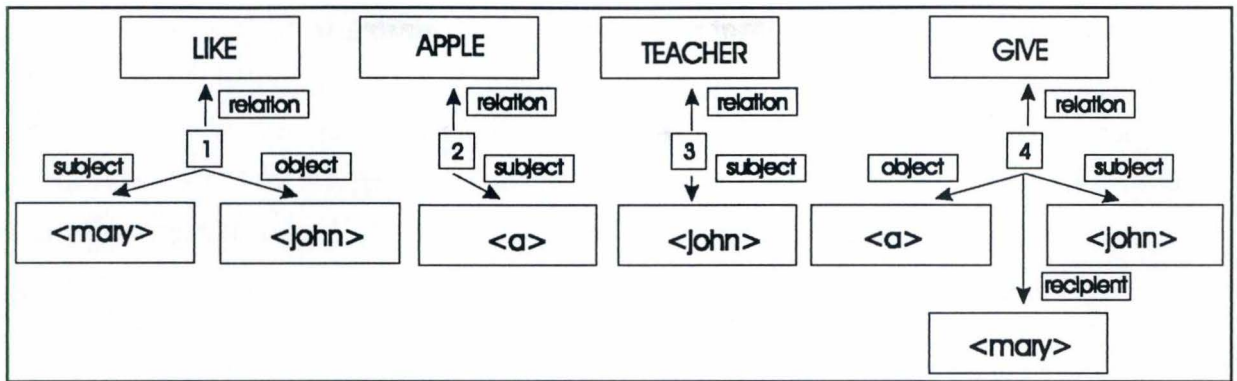 LIKE APPLE TEACHER GIVE
relation relation relation relation
1 2 3 4
subject object subject subject object subject
<mary> <john> <a> <john> <a> <john>
recipient
<mary>